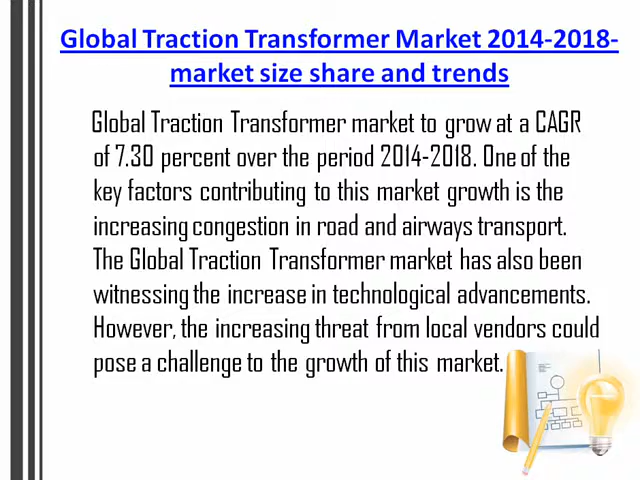 Global Traction Transformer Market 2014-2018-
market size share and trends
Global Traction Transformer market to grow at a CAGR
of 7.30 percent over the period 2014-2018. One of the
key factors contributing to this market growth is the
increasing congestion in road and airways transport.
The Global Traction Transformer market has also been
witnessing the increase in technological advancements.
However, the increasing threat from local vendors could
pose a challenge to the growth of this market.